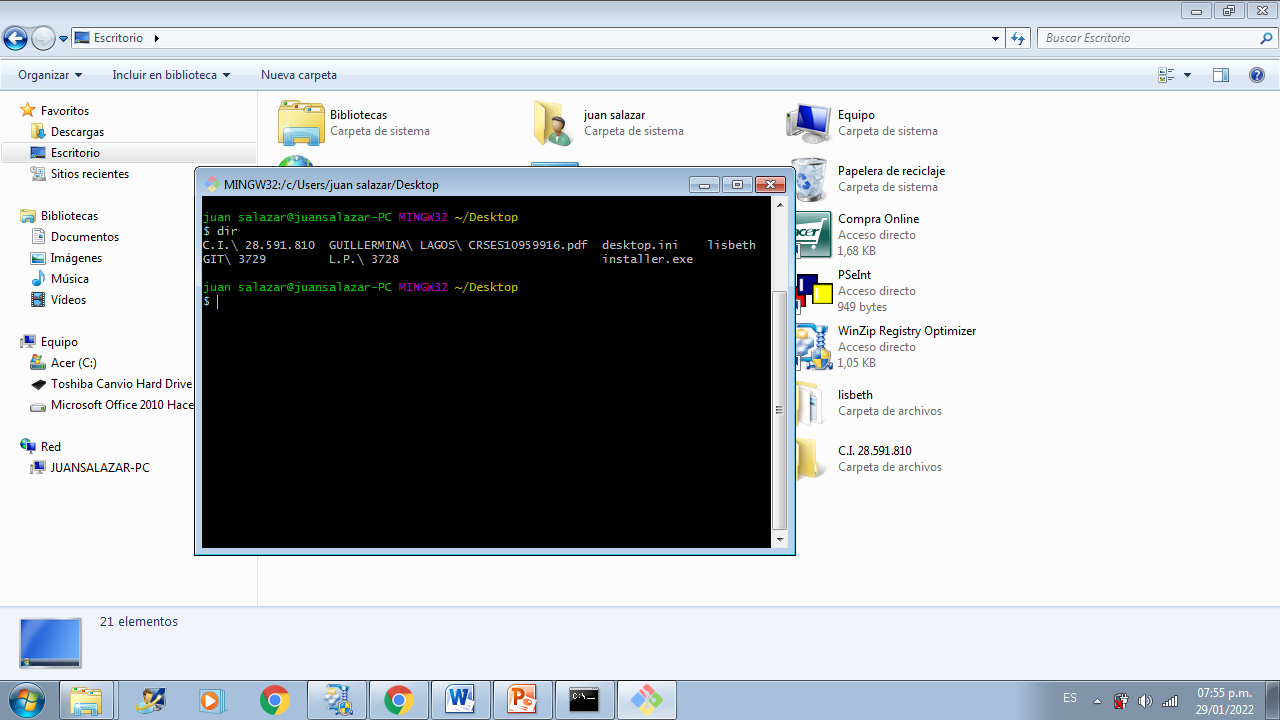 Escritorio
Buscar Escritorio
Organizar
Incluir en biblioteca
Nueva carpeta
Favoritos
Descargas
Escritorio
Sitios recientes
Bibliotecas
Documentos
Imágenes
Música
Vídeos
Equipo
Acer (C:)
Toshiba Canvio Hard Drive
Microsoft Office 2010 Hace
Red
JUANSALAZAR-PC
Bibliotecas
Carpeta de sistema
juan salazar
Carpeta de sistema
Equipo
Carpeta de sistema
Papelera de reciclaje
Carpeta de sistema
Compra Online
Acceso directo
1,68 KB
PSeInt
Acceso directo
949 bytes
WinZip Registry Optimizer
Acceso directo
1,05 KB
lisbeth
Carpeta de archivos
C.I. 28.591.810
Carpeta de archivos
MINGW32:/c/Users/juan salazar/Desktop
juan salazar@juansalazar-PC MINGW32 ~/Desktop
$ dir
C.I.\ 28.591.810  GUILLERMINA\ LAGOS\ CRSES10959916.pdf  desktop.ini    lisbeth
GIT\ 3729         L.P.\ 3728                             installer.exe
juan salazar@juansalazar-PC MINGW32 ~/Desktop
$
21 elementos
ES
07:55 p.m.
29/01/2022